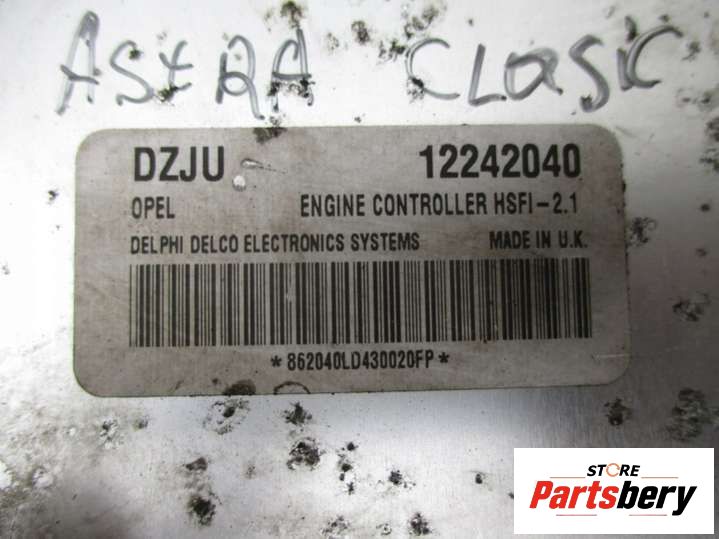 ASTRA CLASIC
DZJU 12242040
OPEL ENGINE CONTROLLER HSFI-2.1
DELPHI DELCO ELECTRONICS SYSTEMS MADE IN U.K.
*862040LD430020FP*
STORE
Partsbery